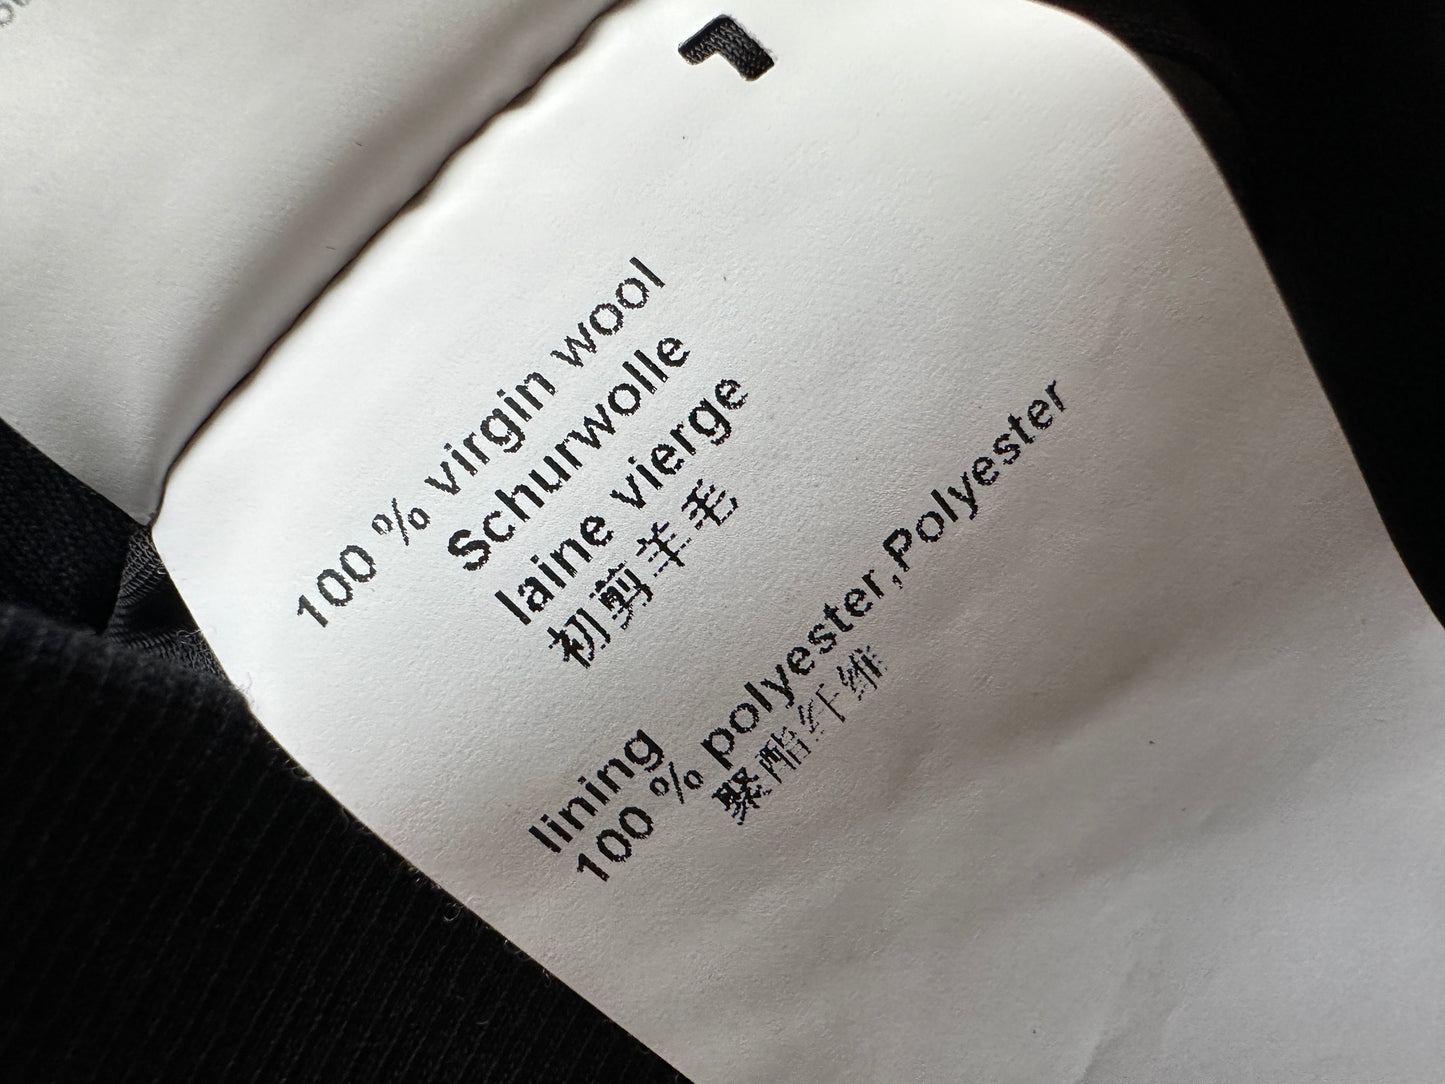 100 % virgin wool
Schurwolle
laine vierge
初剪羊毛
lining
100 % polyester,Polyester
聚酯纤维